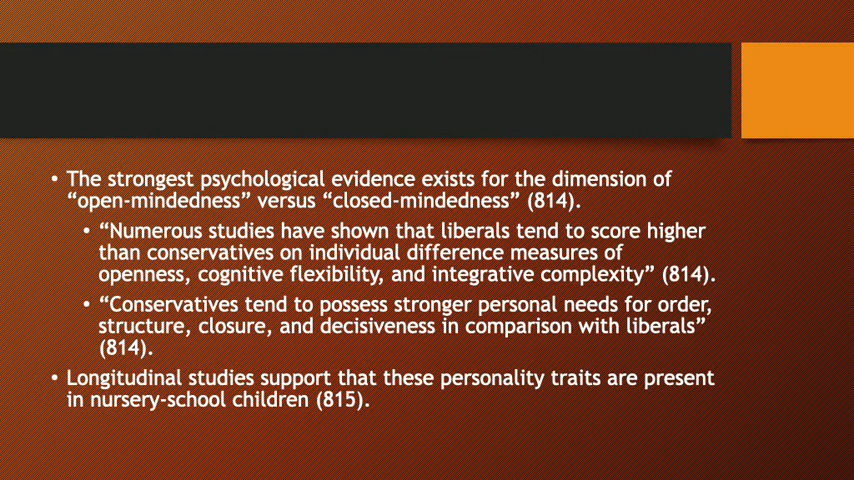 • The strongest psychological evidence exists for the dimension of
“open-mindedness” versus “closed-mindedness” (814).
• “Numerous studies have shown that liberals tend to score higher
than conservatives on individual difference measures of
openness, cognitive flexibility, and integrative complexity” (814).
• “Conservatives tend to possess stronger personal needs for order,
structure, closure, and decisiveness in comparison with liberals”
(814).
• Longitudinal studies support that these personality traits are present
in nursery-school children (815).